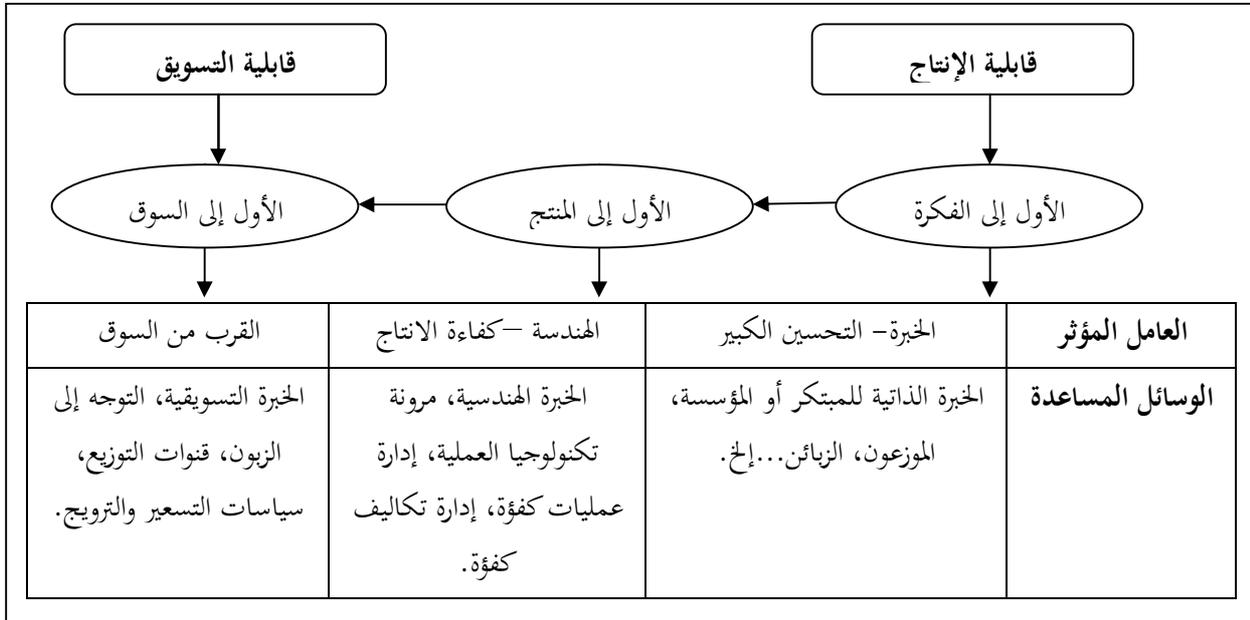 قابلية الإنتاج
قابلية التسويق
الأول إلى الفكرة
الأول إلى المنتج
الأول إلى السوق
العامل المؤثر
الخبرة- التحسين الكبير
الهندسة –كفاءة الانتاج
القرب من السوق
الوسائل المساعدة
الخبرة الذاتية للمبتكر أو المؤسسة،
الموزعون، الزبائن...إلخ.
الخبرة الهندسية، مرونة
تكنولوجيا العملية، إدارة
عمليات كفؤة، إدارة تكاليف
كفؤة.
الخبرة التسويقية، التوجه إلى
الزبون، قنوات التوزيع،
سياسات التسعير والترويج.